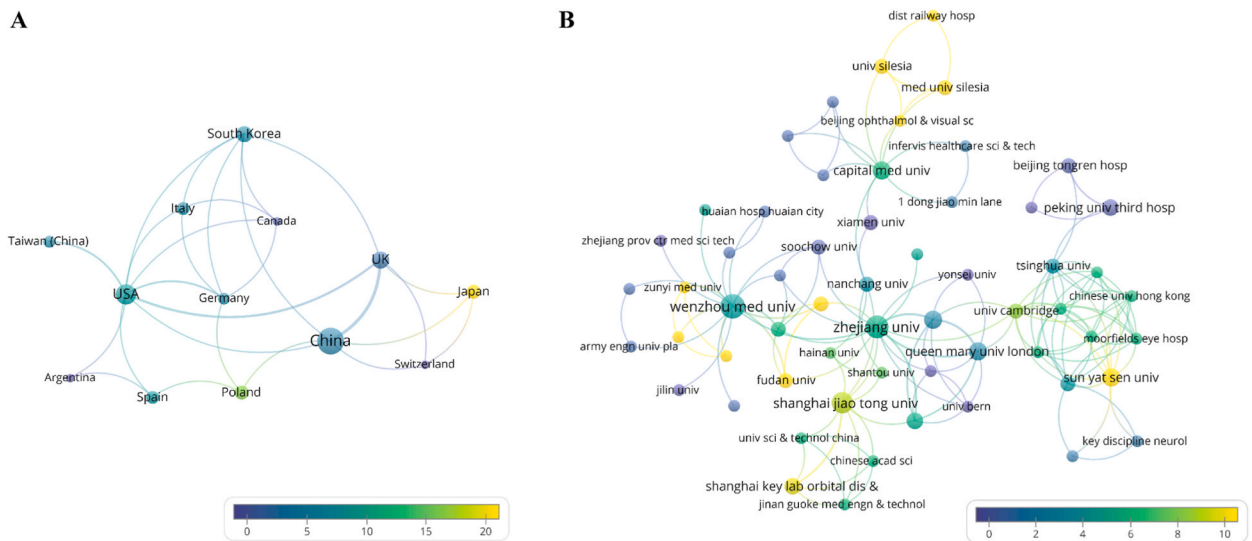 A
South Korea
Italy
Canada
Taiwan (China)
UK
USA
Germany
Japan
China
Switzerland
Argentina
Spain
Poland
0 5 10 15 20
B
dist railway hosp
univ silesia
med univ silesia
beijing ophthalmol & visual sc
infervis healthcare sci & tech
beijing tongren hosp
capital med univ
1 dong jiao min lane
huaian hosp huaian city
peking univ third hosp
xiamen univ
zhejiang prov ctr med sci tech
soochow univ
tsinghua univ
zunyi med univ
nanchang univ
yonsei univ
chinese univ hong kong
wenzhou med univ
univ cambridge
zhejiang univ
army engn univ pla
moorfields eye hosp
hainan univ
queen mary univ london
shantou univ
fudan univ
sun yat sen univ
jilin univ
shanghai jiao tong univ
univ bern
univ sci & technol china
key discipline neurol
chinese acad sci
shanghai key lab orbital dis &
jinan guoke med engn & technol
0 2 4 6 8 10